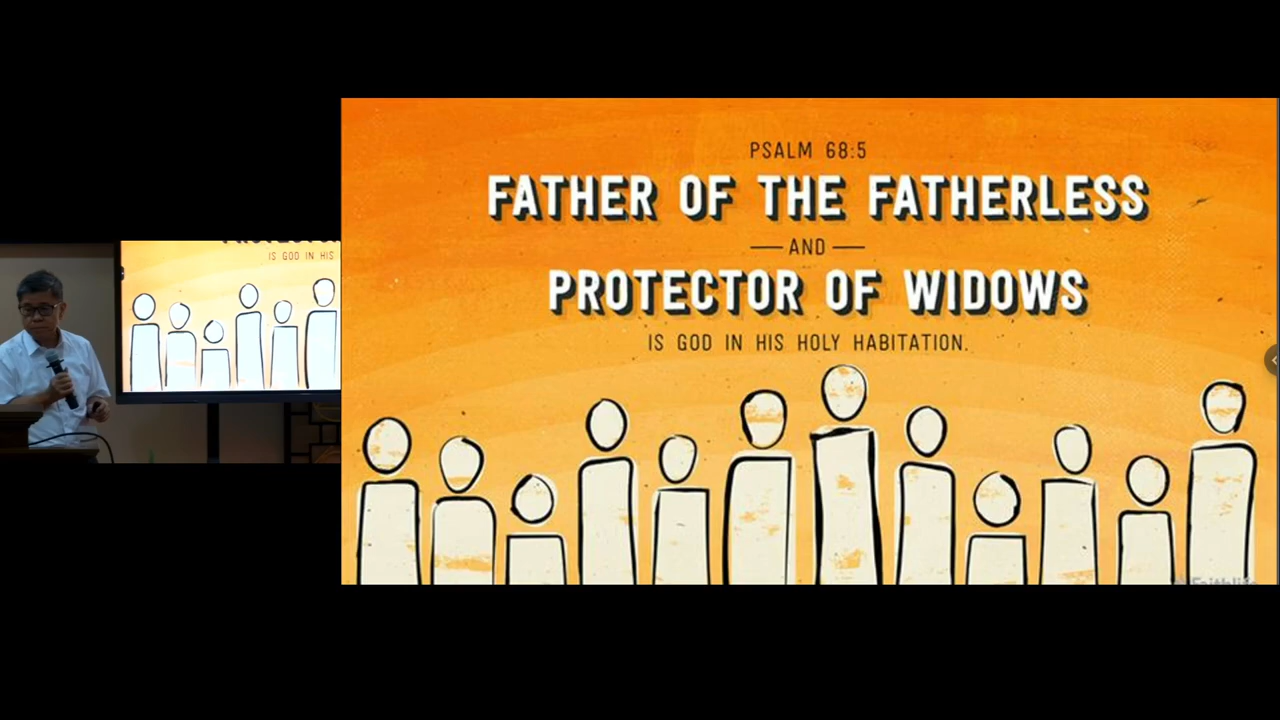 PSALM 68:5
FATHER OF THE FATHERLESS
AND
PROTECTOR OF WIDOWS
IS GOD IN HIS HOLY HABITATION.
IS GOD IN HIS